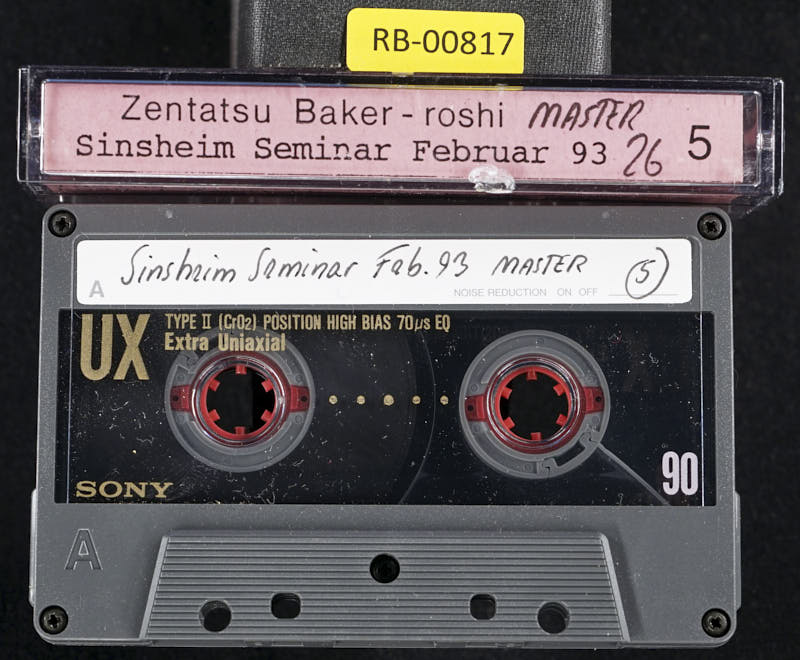 RB-00817
Zentatsu Baker-roshi MASTER
Sinsheim Seminar Februar 93 26 5
A Sinsheim Seminar Feb. 93 MASTER 5
NOISE REDUCTION ON OFF
UX TYPE II (CrO2) POSITION HIGH BIAS 70µs EQ
Extra Uniaxial
SONY 90
A